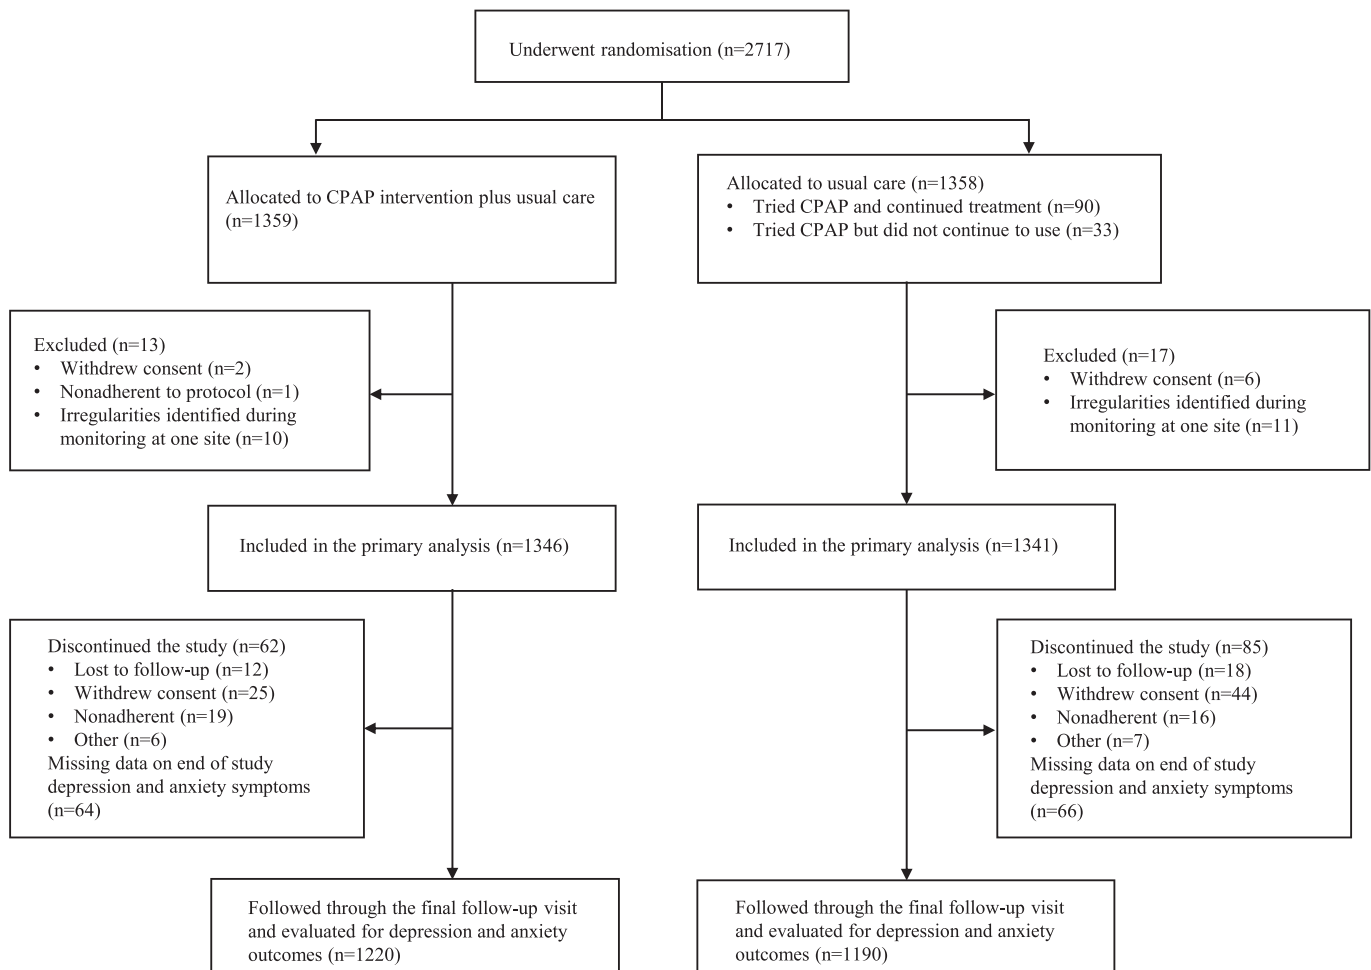 Underwent randomisation (n=2717)
Allocated to CPAP intervention plus usual care
(n=1359)
Allocated to usual care (n=1358)
• Tried CPAP and continued treatment (n=90)
• Tried CPAP but did not continue to use (n=33)
Excluded (n=13)
• Withdrew consent (n=2)
• Nonadherent to protocol (n=1)
• Irregularities identified during
monitoring at one site (n=10)
Excluded (n=17)
• Withdrew consent (n=6)
• Irregularities identified during
monitoring at one site (n=11)
Included in the primary analysis (n=1346)
Included in the primary analysis (n=1341)
Discontinued the study (n=62)
• Lost to follow-up (n=12)
• Withdrew consent (n=25)
• Nonadherent (n=19)
• Other (n=6)
Missing data on end of study
depression and anxiety symptoms
(n=64)
Discontinued the study (n=85)
• Lost to follow-up (n=18)
• Withdrew consent (n=44)
• Nonadherent (n=16)
• Other (n=7)
Missing data on end of study
depression and anxiety symptoms
(n=66)
Followed through the final follow-up visit
and evaluated for depression and anxiety
outcomes (n=1220)
Followed through the final follow-up visit
and evaluated for depression and anxiety
outcomes (n=1190)